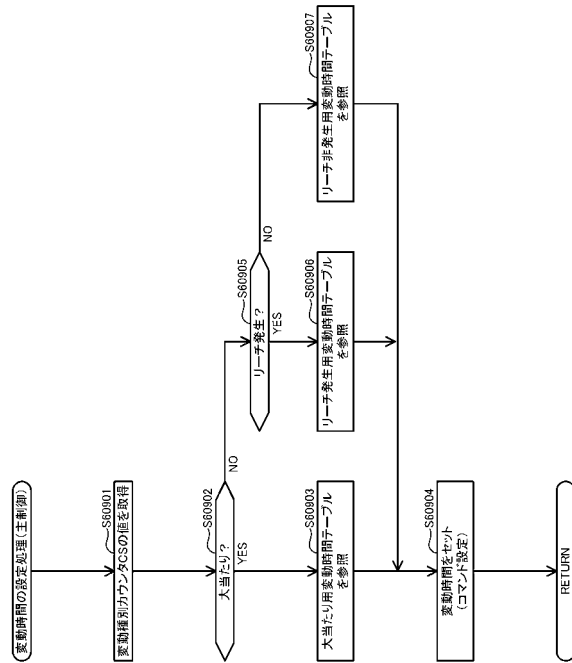 変動時間の設定処理(主制御)
S60901
変動種別カウンタCSの値を取得
S60902
大当たり?
NO
YES
S60905
リーチ発生?
NO
YES
S60903
大当たり用変動時間テーブル
を参照
S60906
リーチ発生用変動時間テーブル
を参照
S60907
リーチ非発生用変動時間テーブル
を参照
S60904
変動時間をセット
(コマンド設定)
RETURN